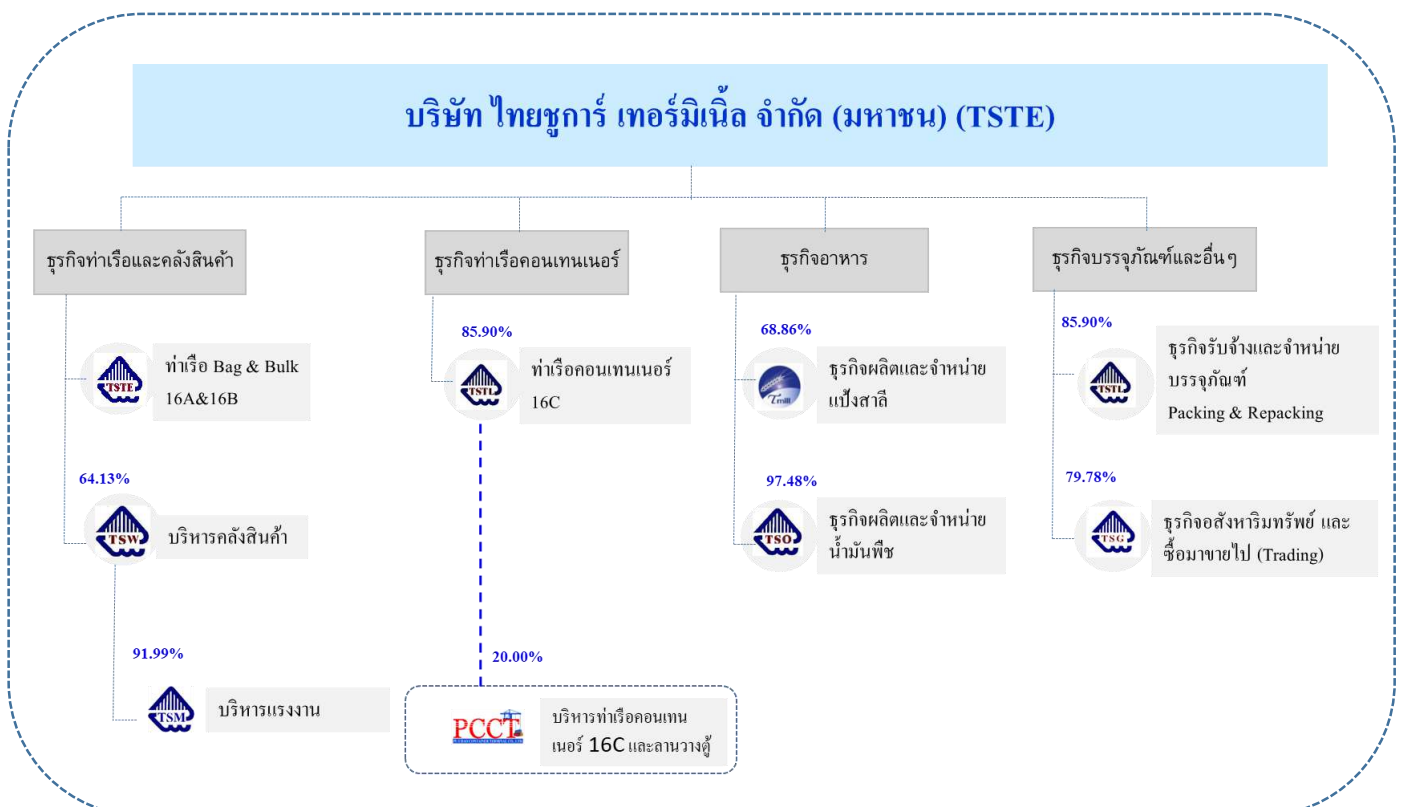 บริษัท ไทยชูการ์ เทอร์มิเนิ้ล จำกัด (มหาชน) (TSTE)
ธุรกิจท่าเรือและคลังสินค้า
ธุรกิจท่าเรือคอนเทนเนอร์
ธุรกิจอาหาร
ธุรกิจบรรจุภัณฑ์และอื่นๆ
TSTE
ท่าเรือ Bag & Bulk
16A&16B
64.13%
TSW
บริหารคลังสินค้า
91.99%
TSM
บริหารแรงงาน
85.90%
TSTL
ท่าเรือคอนเทนเนอร์
16C
20.00%
PCCT
บริหารท่าเรือคอนเทน
เนอร์ 16C และลานวางตู้
68.86%
Tmill
ธุรกิจผลิตและจำหน่าย
แป้งสาลี
97.48%
TSO
ธุรกิจผลิตและจำหน่าย
น้ำมันพืช
85.90%
TSTL
ธุรกิจรับจ้างและจำหน่าย
บรรจุภัณฑ์
Packing & Repacking
79.78%
TSG
ธุรกิจอสังหาริมทรัพย์ และ
ซื้อมาขายไป (Trading)